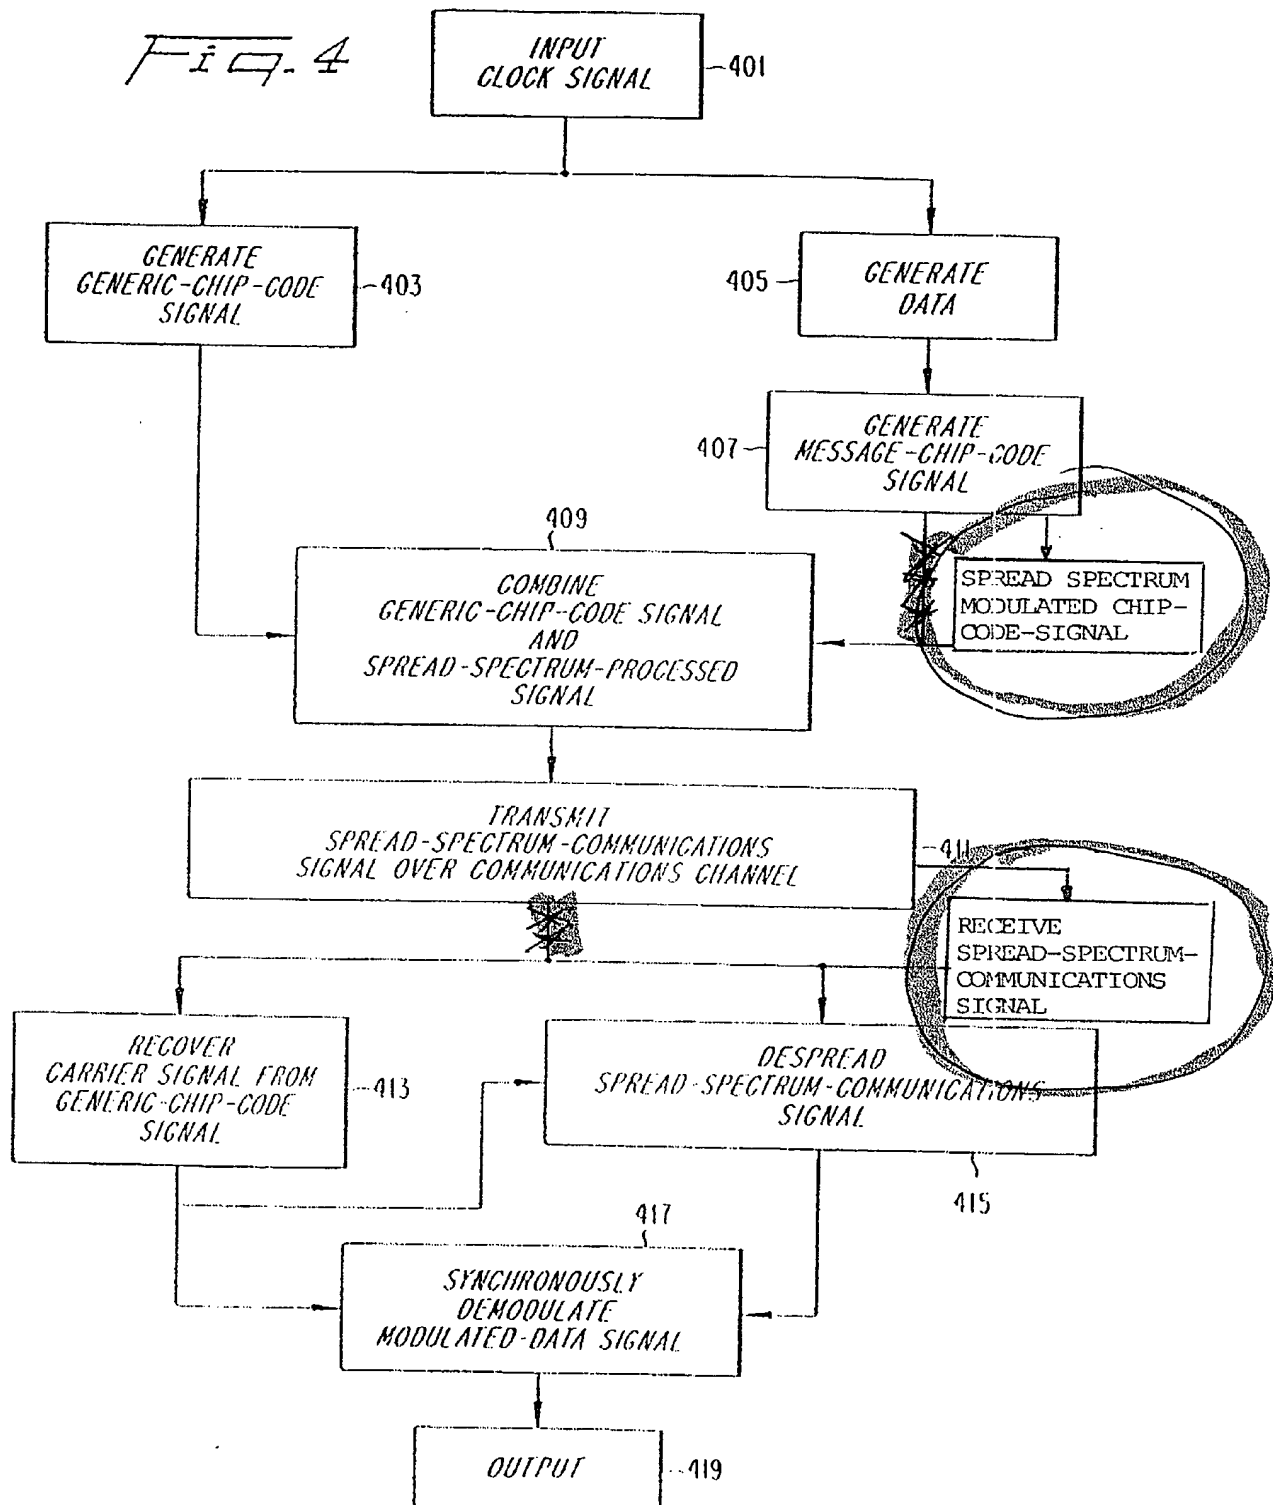 Fig. 4
INPUT
CLOCK SIGNAL
401
GENERATE
GENERIC-CHIP-CODE
SIGNAL
403
405
GENERATE
DATA
407
GENERATE
MESSAGE-CHIP-CODE
SIGNAL
409
COMBINE
GENERIC-CHIP-CODE SIGNAL
AND
SPREAD-SPECTRUM-PROCESSED
SIGNAL
SPREAD SPECTRUM
MODULATED CHIP-
CODE-SIGNAL
TRANSMIT
SPREAD-SPECTRUM-COMMUNICATIONS
SIGNAL OVER COMMUNICATIONS CHANNEL
411
RECEIVE
SPREAD-SPECTRUM-
COMMUNICATIONS
SIGNAL
RECOVER
CARRIER SIGNAL FROM
GENERIC-CHIP-CODE
SIGNAL
413
DESPREAD
SPREAD-SPECTRUM-COMMUNICATIONS
SIGNAL
415
417
SYNCHRONOUSLY
DEMODULATE
MODULATED-DATA SIGNAL
OUTPUT
419